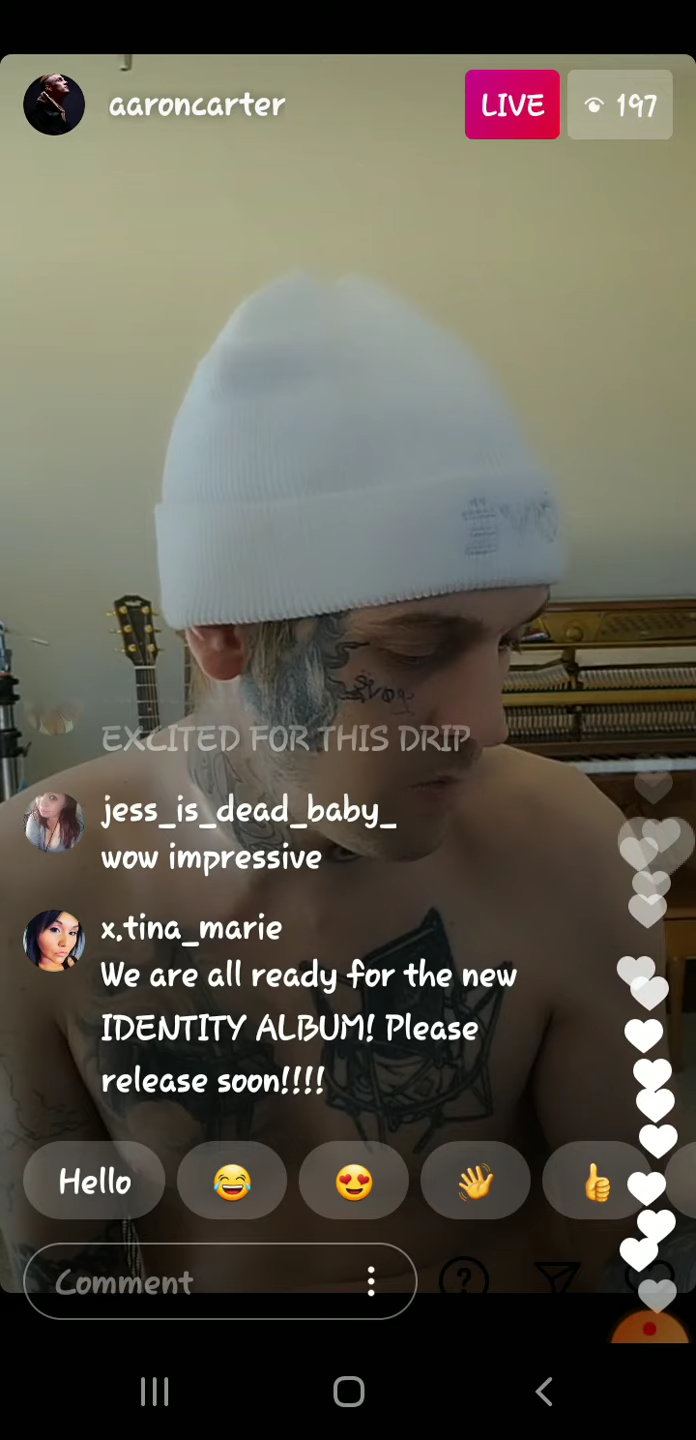 aaroncarter
LIVE
197
EXCITED FOR THIS DRIP
jess_is_dead_baby_
wow impressive
x.tina_marie
We are all ready for the new
IDENTITY ALBUM! Please
release soon!!!!
Hello
Comment